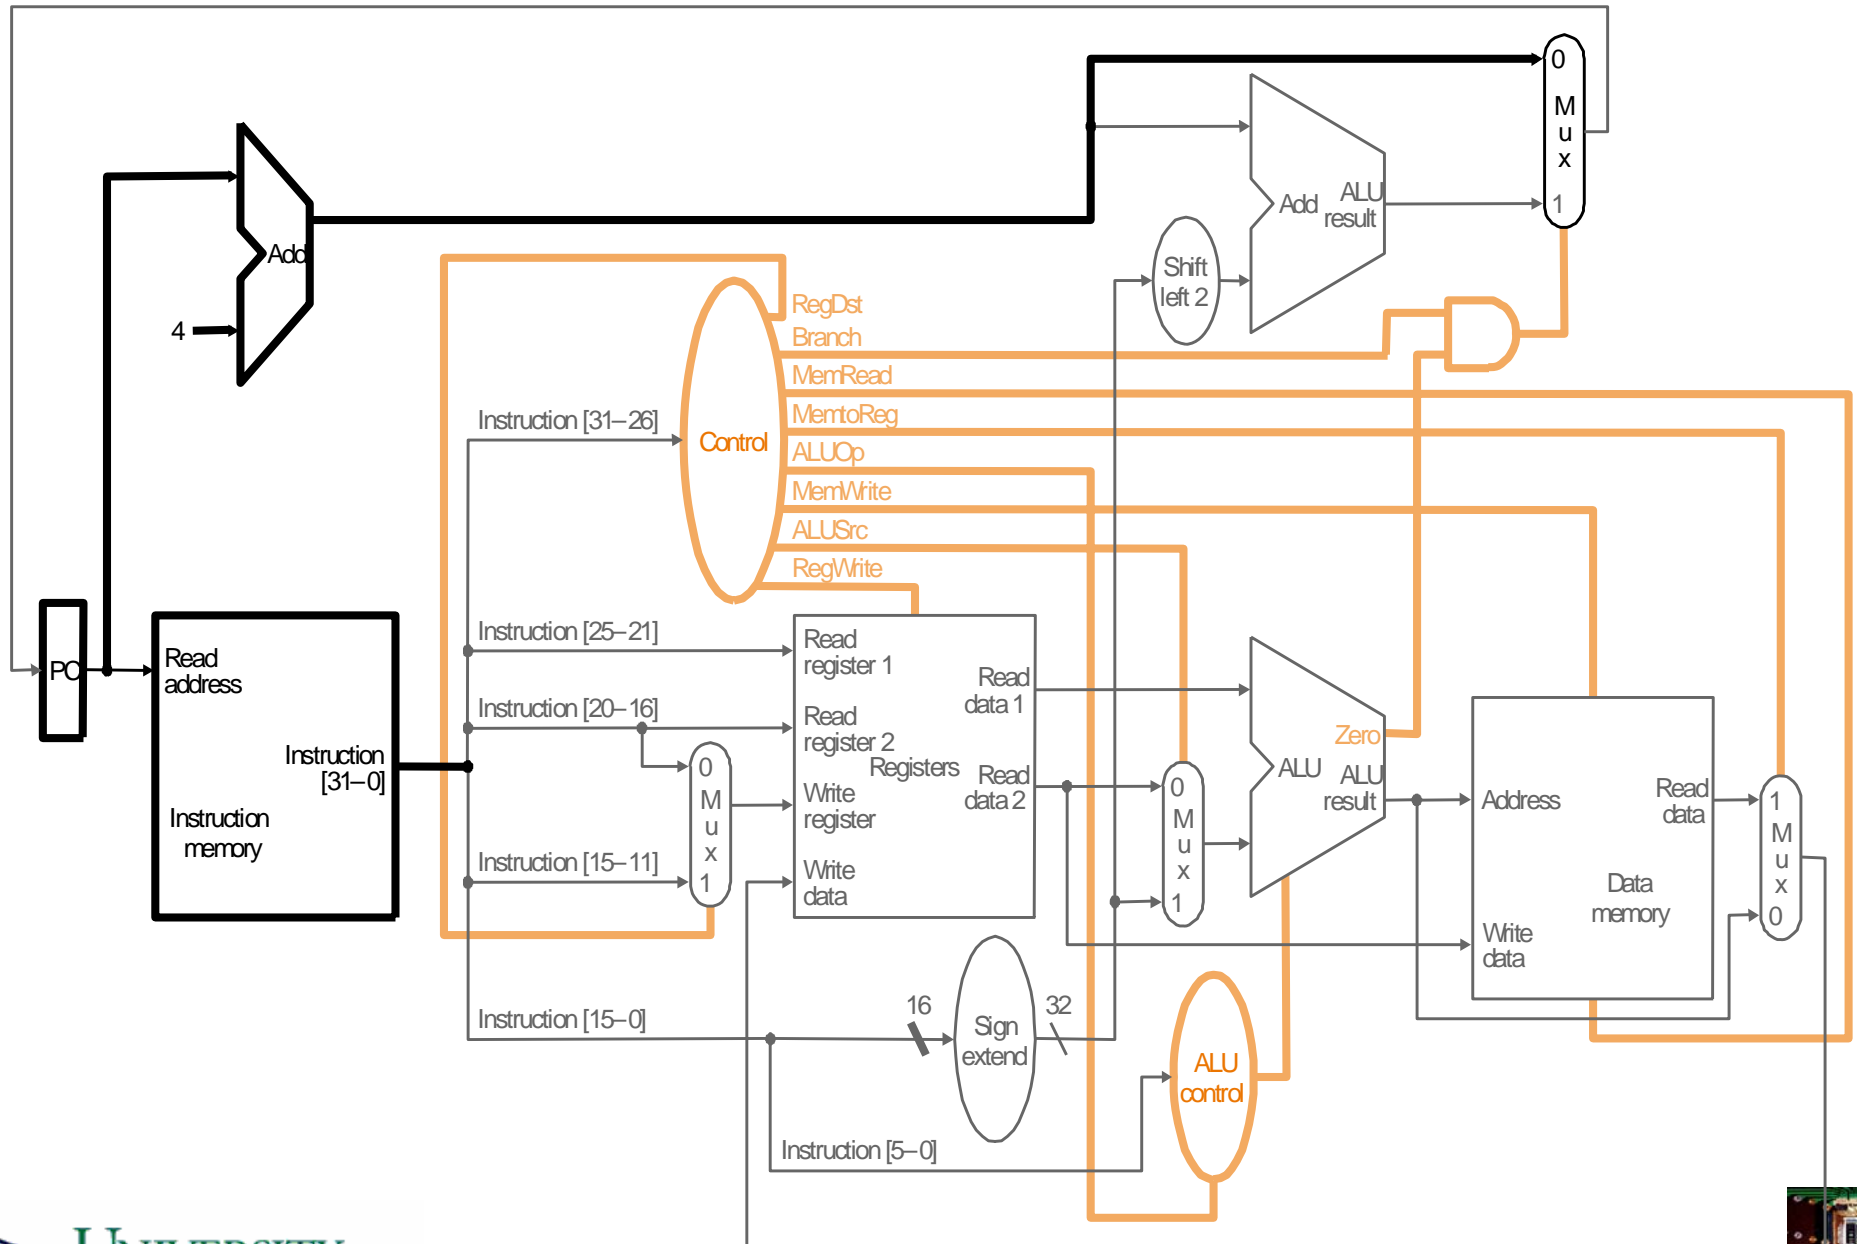 0
M
u
x
1
Add
ALU
result
Shift
left 2
Add
4
RegDst
Branch
MemRead
MemtoReg
ALUOp
MemWrite
ALUSrc
RegWrite
Control
Instruction [31–26]
Instruction [25–21]
Instruction [20–16]
Instruction [15–11]
Instruction [15–0]
Instruction [5–0]
PC
Read
address
Instruction
[31–0]
Instruction
memory
0
M
u
x
1
Read
register 1
Read
register 2
Write
register
Write
data
Registers
Read
data 1
Read
data 2
0
M
u
x
1
Zero
ALU
ALU
result
Address
Write
data
Read
data
Data
memory
1
M
u
x
0
16
Sign
extend
32
ALU
control
UNIVERSITY